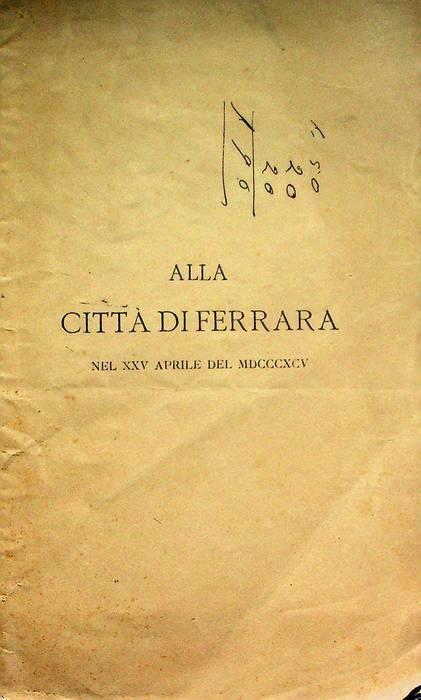 ALLA
CITTÀ DI FERRARA
NEL XXV APRILE DEL MDCCCXCV